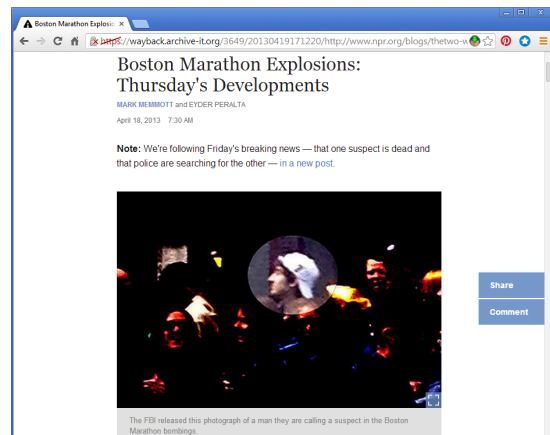 Boston Marathon Explosio
https://wayback.archive-it.org/3649/20130419171220/http://www.npr.org/blogs/thetwo-w
Boston Marathon Explosions:
Thursday's Developments
MARK MEMMOTT and EYDER PERALTA
April 18, 2013 7:30 AM
Note: We're following Friday's breaking news — that one suspect is dead and
that police are searching for the other — in a new post.
Share
Comment
The FBI released this photograph of a man they are calling a suspect in the Boston
Marathon bombings.